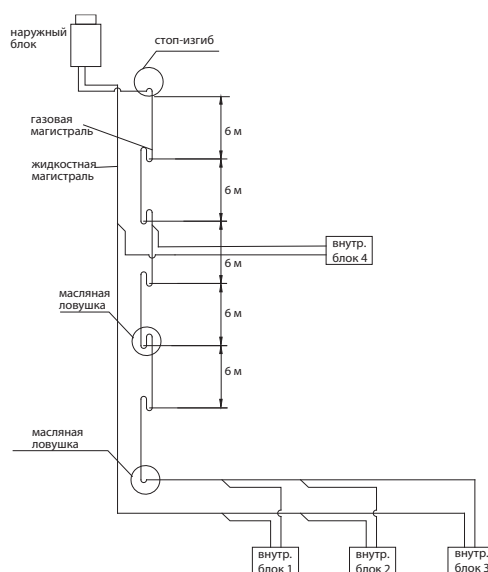 наружный
блок
стоп-изгиб
газовая
магистраль
жидкостная
магистраль
6 м
6 м
6 м
6 м
6 м
внутр.
блок 4
масляная
ловушка
масляная
ловушка
внутр.
блок 1
внутр.
блок 2
внутр.
блок 3